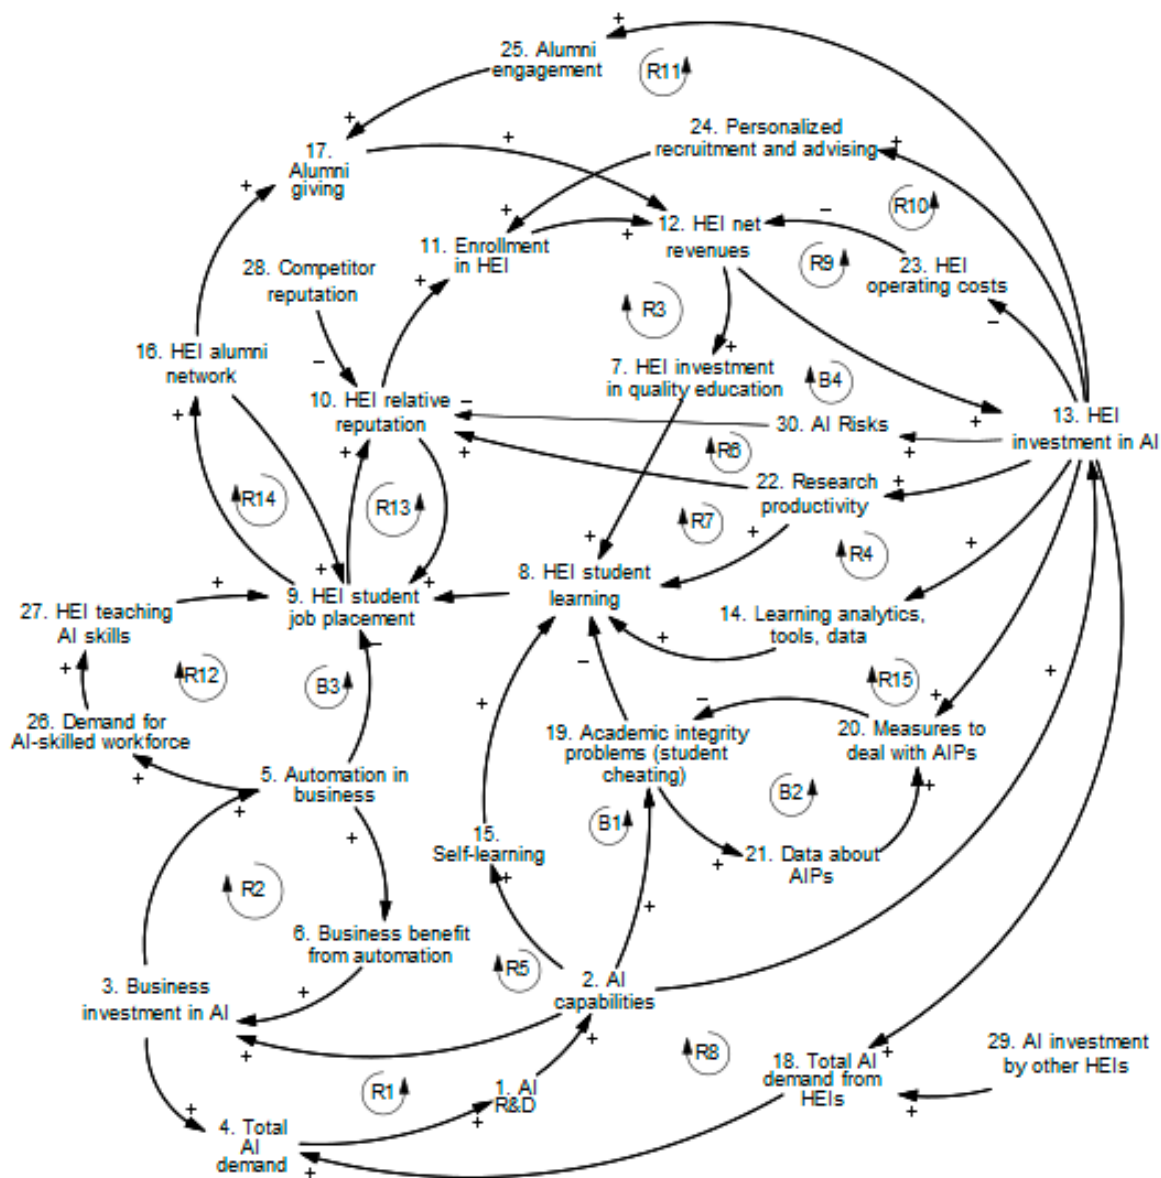 25. Alumni
engagement
R11
24. Personalized
recruitment and advising
17.
Alumni
giving
R10
12. HEI net
revenues
11. Enrollment
in HEI
R9
23. HEI
operating costs
28. Competitor
reputation
R3
16. HEI alumni
network
7. HEI investment
in quality education
B4
10. HEI relative
reputation
30. AI Risks
13. HEI
investment in AI
R6
22. Research
productivity
R14
R13
R7
R4
8. HEI student
learning
9. HEI student
job placement
27. HEI teaching
AI skills
14. Learning analytics,
tools, data
R12
B3
R15
26. Demand for
AI-skilled workforce
19. Academic integrity
problems (student
cheating)
20. Measures to
deal with AIPs
5. Automation in
business
B2
B1
15.
Self-learning
21. Data about
AIPs
R2
6. Business benefit
from automation
R5
3. Business
investment in AI
2. AI
capabilities
R8
29. AI investment
by other HEIs
18. Total AI
demand from
HEIs
R1
1. AI
R&D
4. Total
AI
demand